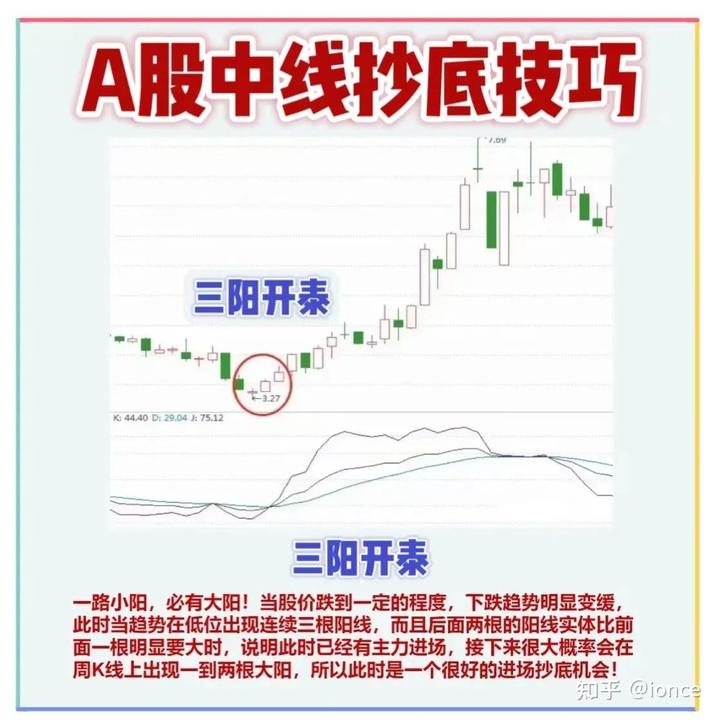 A股中线抄底技巧
7.69
三阳开泰
←3.27
K: 44.40 D: 29.04 J: 75.12
三阳开泰
一路小阳，必有大阳！当股价跌到一定的程度，下跌趋势明显变缓，
此时当趋势在低位出现连续三根阳线，而且后面两根的阳线实体比前
面一根明显要大时，说明此时已经有主力进场，接下来很大概率会在
周K线上出现一到两根大阳，所以此时是一个很好的进场抄底机会！
知乎 @ionce